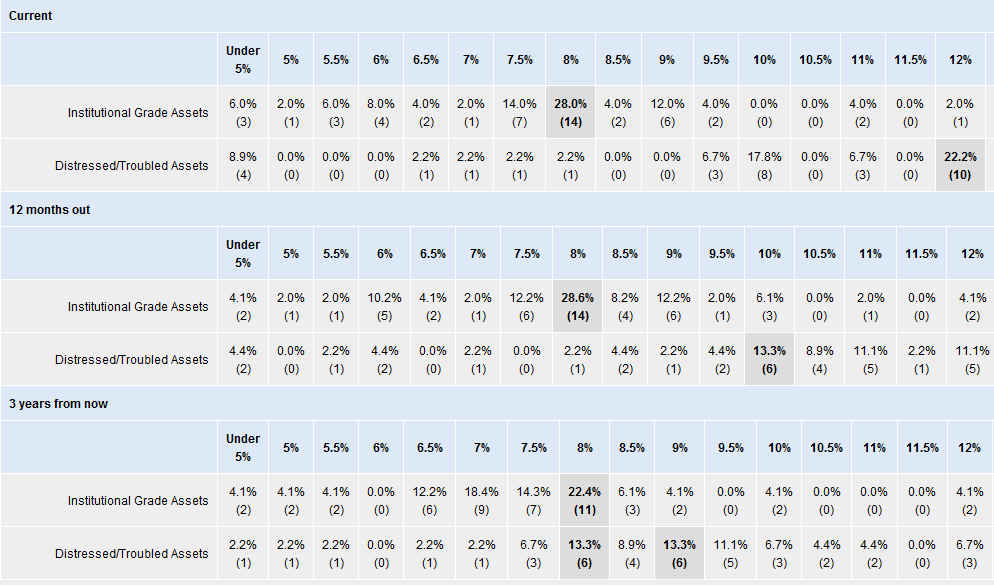 Current
Under 5% 5% 5.5% 6% 6.5% 7% 7.5% 8% 8.5% 9% 9.5% 10% 10.5% 11% 11.5% 12%
Institutional Grade Assets 6.0% 2.0% 6.0% 8.0% 4.0% 2.0% 14.0% 28.0% 4.0% 12.0% 4.0% 0.0% 0.0% 4.0% 0.0% 2.0%
(3) (1) (3) (4) (2) (1) (7) (14) (2) (6) (2) (0) (0) (2) (0) (1)
Distressed/Troubled Assets 8.9% 0.0% 0.0% 0.0% 2.2% 2.2% 2.2% 2.2% 0.0% 0.0% 6.7% 17.8% 0.0% 6.7% 0.0% 22.2%
(4) (0) (0) (0) (1) (1) (1) (1) (0) (0) (3) (8) (0) (3) (0) (10)
12 months out
Under 5% 5% 5.5% 6% 6.5% 7% 7.5% 8% 8.5% 9% 9.5% 10% 10.5% 11% 11.5% 12%
Institutional Grade Assets 4.1% 2.0% 2.0% 10.2% 4.1% 2.0% 12.2% 28.6% 8.2% 12.2% 2.0% 6.1% 0.0% 2.0% 0.0% 4.1%
(2) (1) (1) (5) (2) (1) (6) (14) (4) (6) (1) (3) (0) (1) (0) (2)
Distressed/Troubled Assets 4.4% 0.0% 2.2% 4.4% 0.0% 2.2% 0.0% 2.2% 4.4% 2.2% 4.4% 13.3% 8.9% 11.1% 2.2% 11.1%
(2) (0) (1) (2) (0) (1) (0) (1) (2) (1) (2) (6) (4) (5) (1) (5)
3 years from now
Under 5% 5% 5.5% 6% 6.5% 7% 7.5% 8% 8.5% 9% 9.5% 10% 10.5% 11% 11.5% 12%
Institutional Grade Assets 4.1% 4.1% 4.1% 0.0% 12.2% 18.4% 14.3% 22.4% 6.1% 4.1% 0.0% 4.1% 0.0% 0.0% 0.0% 4.1%
(2) (2) (2) (0) (6) (9) (7) (11) (3) (2) (0) (2) (0) (0) (0) (2)
Distressed/Troubled Assets 2.2% 2.2% 2.2% 0.0% 2.2% 2.2% 6.7% 13.3% 8.9% 13.3% 11.1% 6.7% 4.4% 4.4% 0.0% 6.7%
(1) (1) (1) (0) (1) (1) (3) (6) (4) (6) (5) (3) (2) (2) (0) (3)